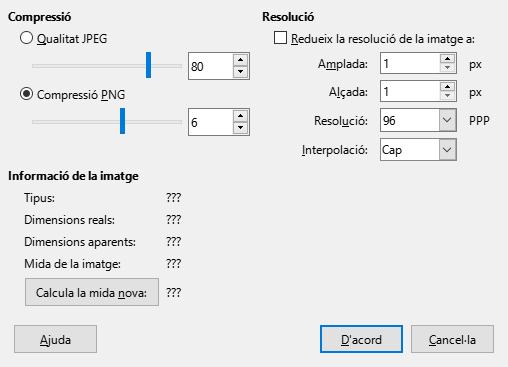 Compressió
Qualitat JPEG
80
Compressió PNG
6
Resolució
Redueix la resolució de la imatge a:
Amplada: 1 px
Alçada: 1 px
Resolució: 96 PPP
Interpolació: Cap
Informació de la imatge
Tipus: ???
Dimensions reals: ???
Dimensions aparents: ???
Mida de la imatge: ???
Calcula la mida nova: ???
Ajuda
D'acord
Cancel·la